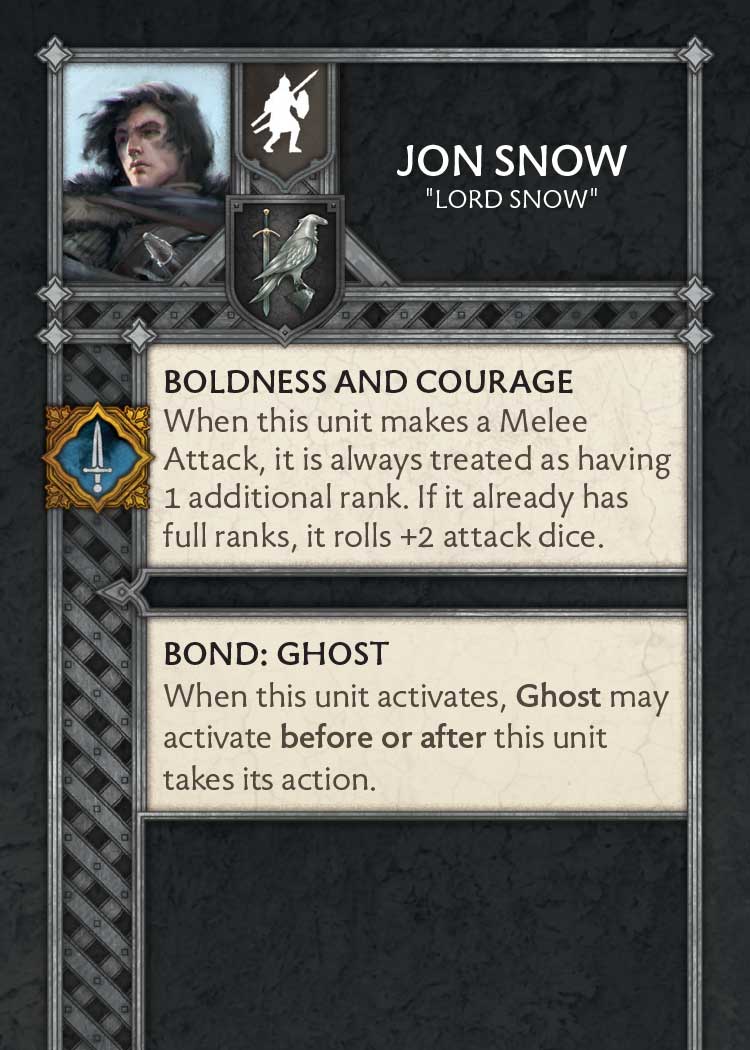 JON SNOW
"LORD SNOW"
BOLDNESS AND COURAGE
When this unit makes a Melee
Attack, it is always treated as having
1 additional rank. If it already has
full ranks, it rolls +2 attack dice.
BOND: GHOST
When this unit activates, Ghost may
activate before or after this unit
takes its action.